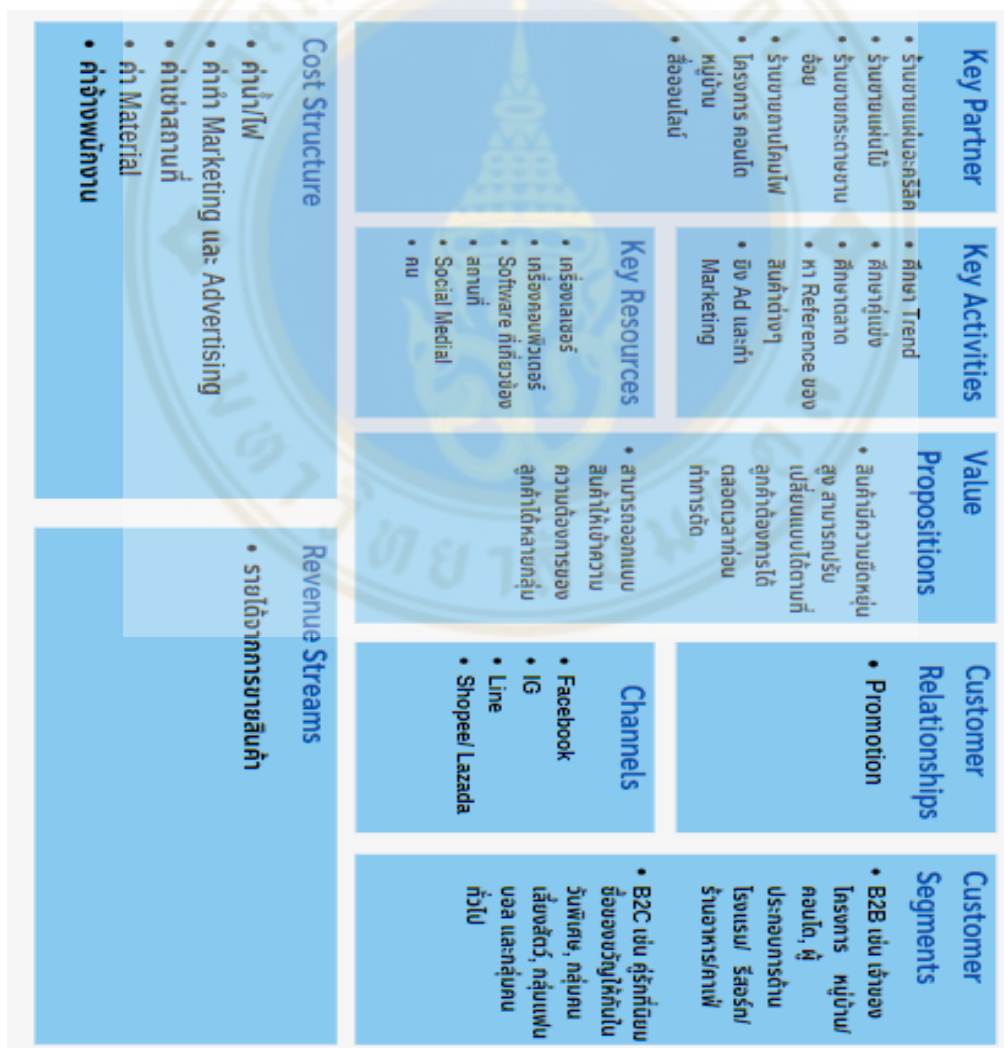 Key Partner
• ร้านขายแผ่นอะคริลิค
• ร้านขายแผ่นไม้
• ร้านขายกระดาษชาน
อ้อย
• ร้านขายถานโคมไฟ
• โครงการ คอนโด
หมู่บ้าน
• สื่อออนไลน์
Key Activities
• ศึกษา Trend
• ศึกษาคู่แข่ง
• ศึกษาตลาด
• หา Reference ของ
สินค้าต่างๆ
• ยิง Ad และทำ
Marketing
Key Resources
• เครื่องเลเซอร์
• เครื่องคอมพิวเตอร์
• Software ที่เกี่ยวข้อง
• สถานที่
• Social Medial
• คน
Value
Propositions
• สินค้ามีความยืดหยุ่น
สูง สามารถปรับ
เปลี่ยนแบบได้ตามที่
ลูกค้าต้องการได้
ตลอดเวลาก่อน
ทำการตัด
• สามารถออกแบบ
สินค้าให้เข้าความ
ความต้องการของ
ลูกค้าได้หลายกลุ่ม
Customer
Relationships
• Promotion
Channels
• Facebook
• IG
• Line
• Shopee/ Lazada
Customer
Segments
• B2B เช่น เจ้าของ
โครงการ หมู่บ้าน/
คอนโด, ผู้
ประกอบการด้าน
โรงแรม/ รีสอร์ท/
ร้านอาหาร/คาเฟ่
• B2C เช่น คู่รักที่นิยม
ซื้อของขวัญให้กันใน
วันพิเศษ, กลุ่มคน
เลี้ยงสัตว์, กลุ่มแฟน
บอล และกลุ่มคน
ทั่วไป
Cost Structure
• ค่าน้ำ/ไฟ
• ค่าทำ Marketing และ Advertising
• ค่าเช่าสถานที่
• ค่า Material
• ค่าจ้างพนักงาน
Revenue Streams
• รายได้จากการขายสินค้า